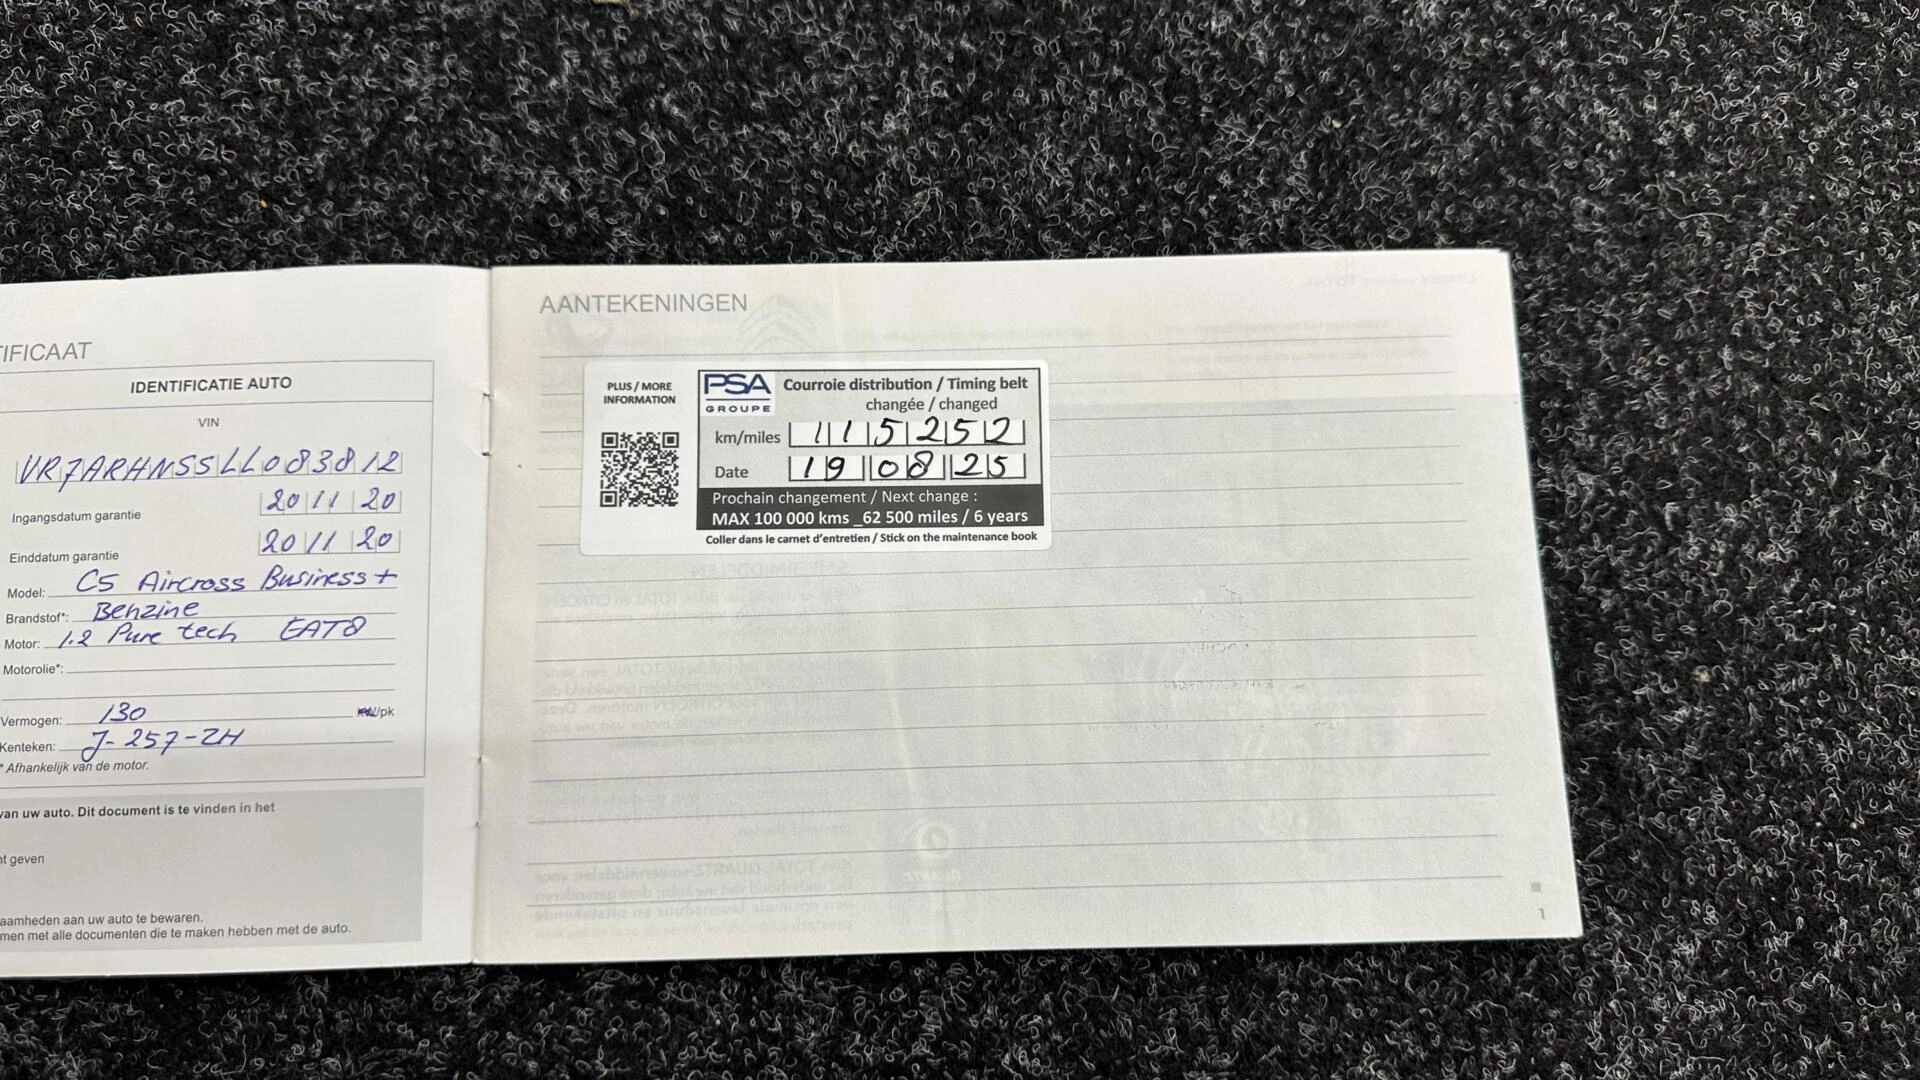 IFICAAT
IDENTIFICATIE AUTO
VIN
VR7ARHNSSLL083812
Ingangsdatum garantie 20 11 20
Einddatum garantie 20 11 20
Model: C5 Aircross Business +
Brandstof*: Benzine
Motor: 1.2 Pure tech EAT8
Motorolie*:
Vermogen: 130 kW/pk
Kenteken: J-257-ZH
* Afhankelijk van de motor.
van uw auto. Dit document is te vinden in het
t geven
aamheden aan uw auto te bewaren.
men met alle documenten die te maken hebben met de auto.
AANTEKENINGEN
PLUS / MORE
INFORMATION
PSA
GROUPE
Courroie distribution / Timing belt
changée / changed
km/miles 115252
Date 19 08 25
Prochain changement / Next change :
MAX 100 000 kms _62 500 miles / 6 years
Coller dans le carnet d'entretien / Stick on the maintenance book
1